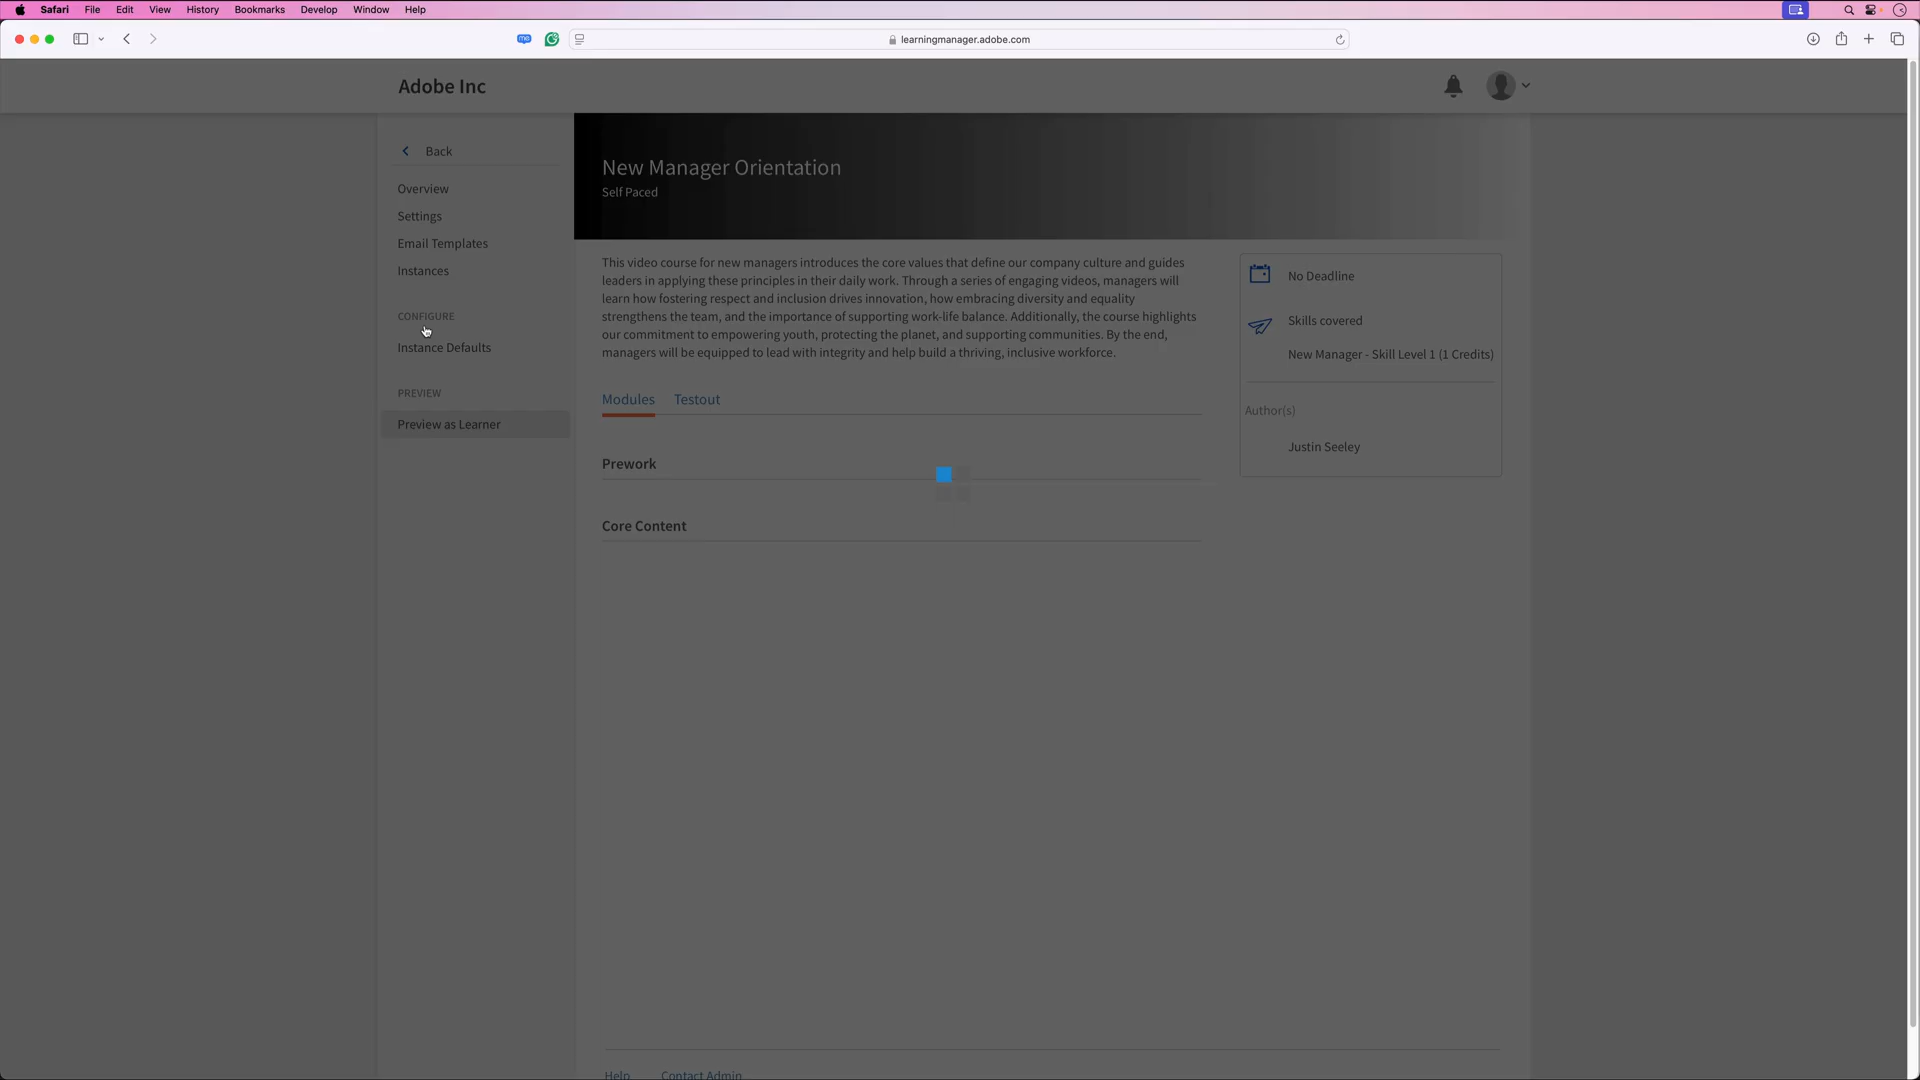 Safari File Edit View History Bookmarks Develop Window Help
learningmanager.adobe.com
Adobe Inc
Back
Overview
Settings
Email Templates
Instances
CONFIGURE
Instance Defaults
PREVIEW
Preview as Learner
New Manager Orientation
Self Paced
This video course for new managers introduces the core values that define our company culture and guides
leaders in applying these principles in their daily work. Through a series of engaging videos, managers will
learn how fostering respect and inclusion drives innovation, how embracing diversity and equality
strengthens the team, and the importance of supporting work-life balance. Additionally, the course highlights
our commitment to empowering youth, protecting the planet, and supporting communities. By the end,
managers will be equipped to lead with integrity and help build a thriving, inclusive workforce.
Modules Testout
Prework
Core Content
No Deadline
Skills covered
New Manager - Skill Level 1 (1 Credits)
Author(s)
Justin Seeley
Help Contact Admin